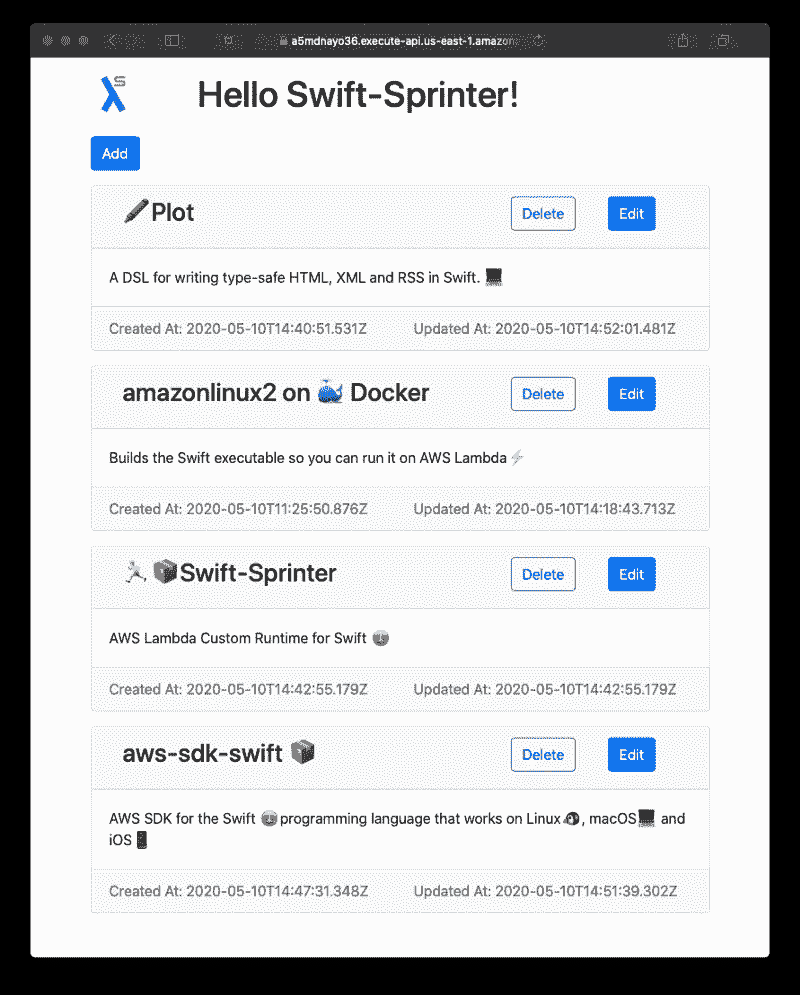 a5mdnayo36.execute-api.us-east-1.amazon
S
λ
Hello Swift-Sprinter!
Add
🖍️Plot
Delete
Edit
A DSL for writing type-safe HTML, XML and RSS in Swift. 💻
Created At: 2020-05-10T14:40:51.531Z
Updated At: 2020-05-10T14:52:01.481Z
amazonlinux2 on 🐳 Docker
Delete
Edit
Builds the Swift executable so you can run it on AWS Lambda⚡
Created At: 2020-05-10T11:25:50.876Z
Updated At: 2020-05-10T14:18:43.713Z
🏃📦Swift-Sprinter
Delete
Edit
AWS Lambda Custom Runtime for Swift
Created At: 2020-05-10T14:42:55.179Z
Updated At: 2020-05-10T14:42:55.179Z
aws-sdk-swift 📦
Delete
Edit
AWS SDK for the Swift programming language that works on Linux🐧, macOS💻 and
iOS📱
Created At: 2020-05-10T14:47:31.348Z
Updated At: 2020-05-10T14:51:39.302Z